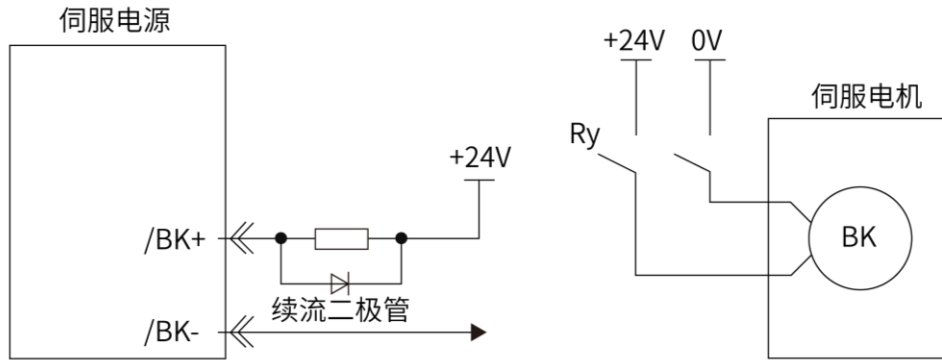 伺服电源
+24V 0V
伺服电机
Ry
+24V
/BK+
BK
续流二极管
/BK-